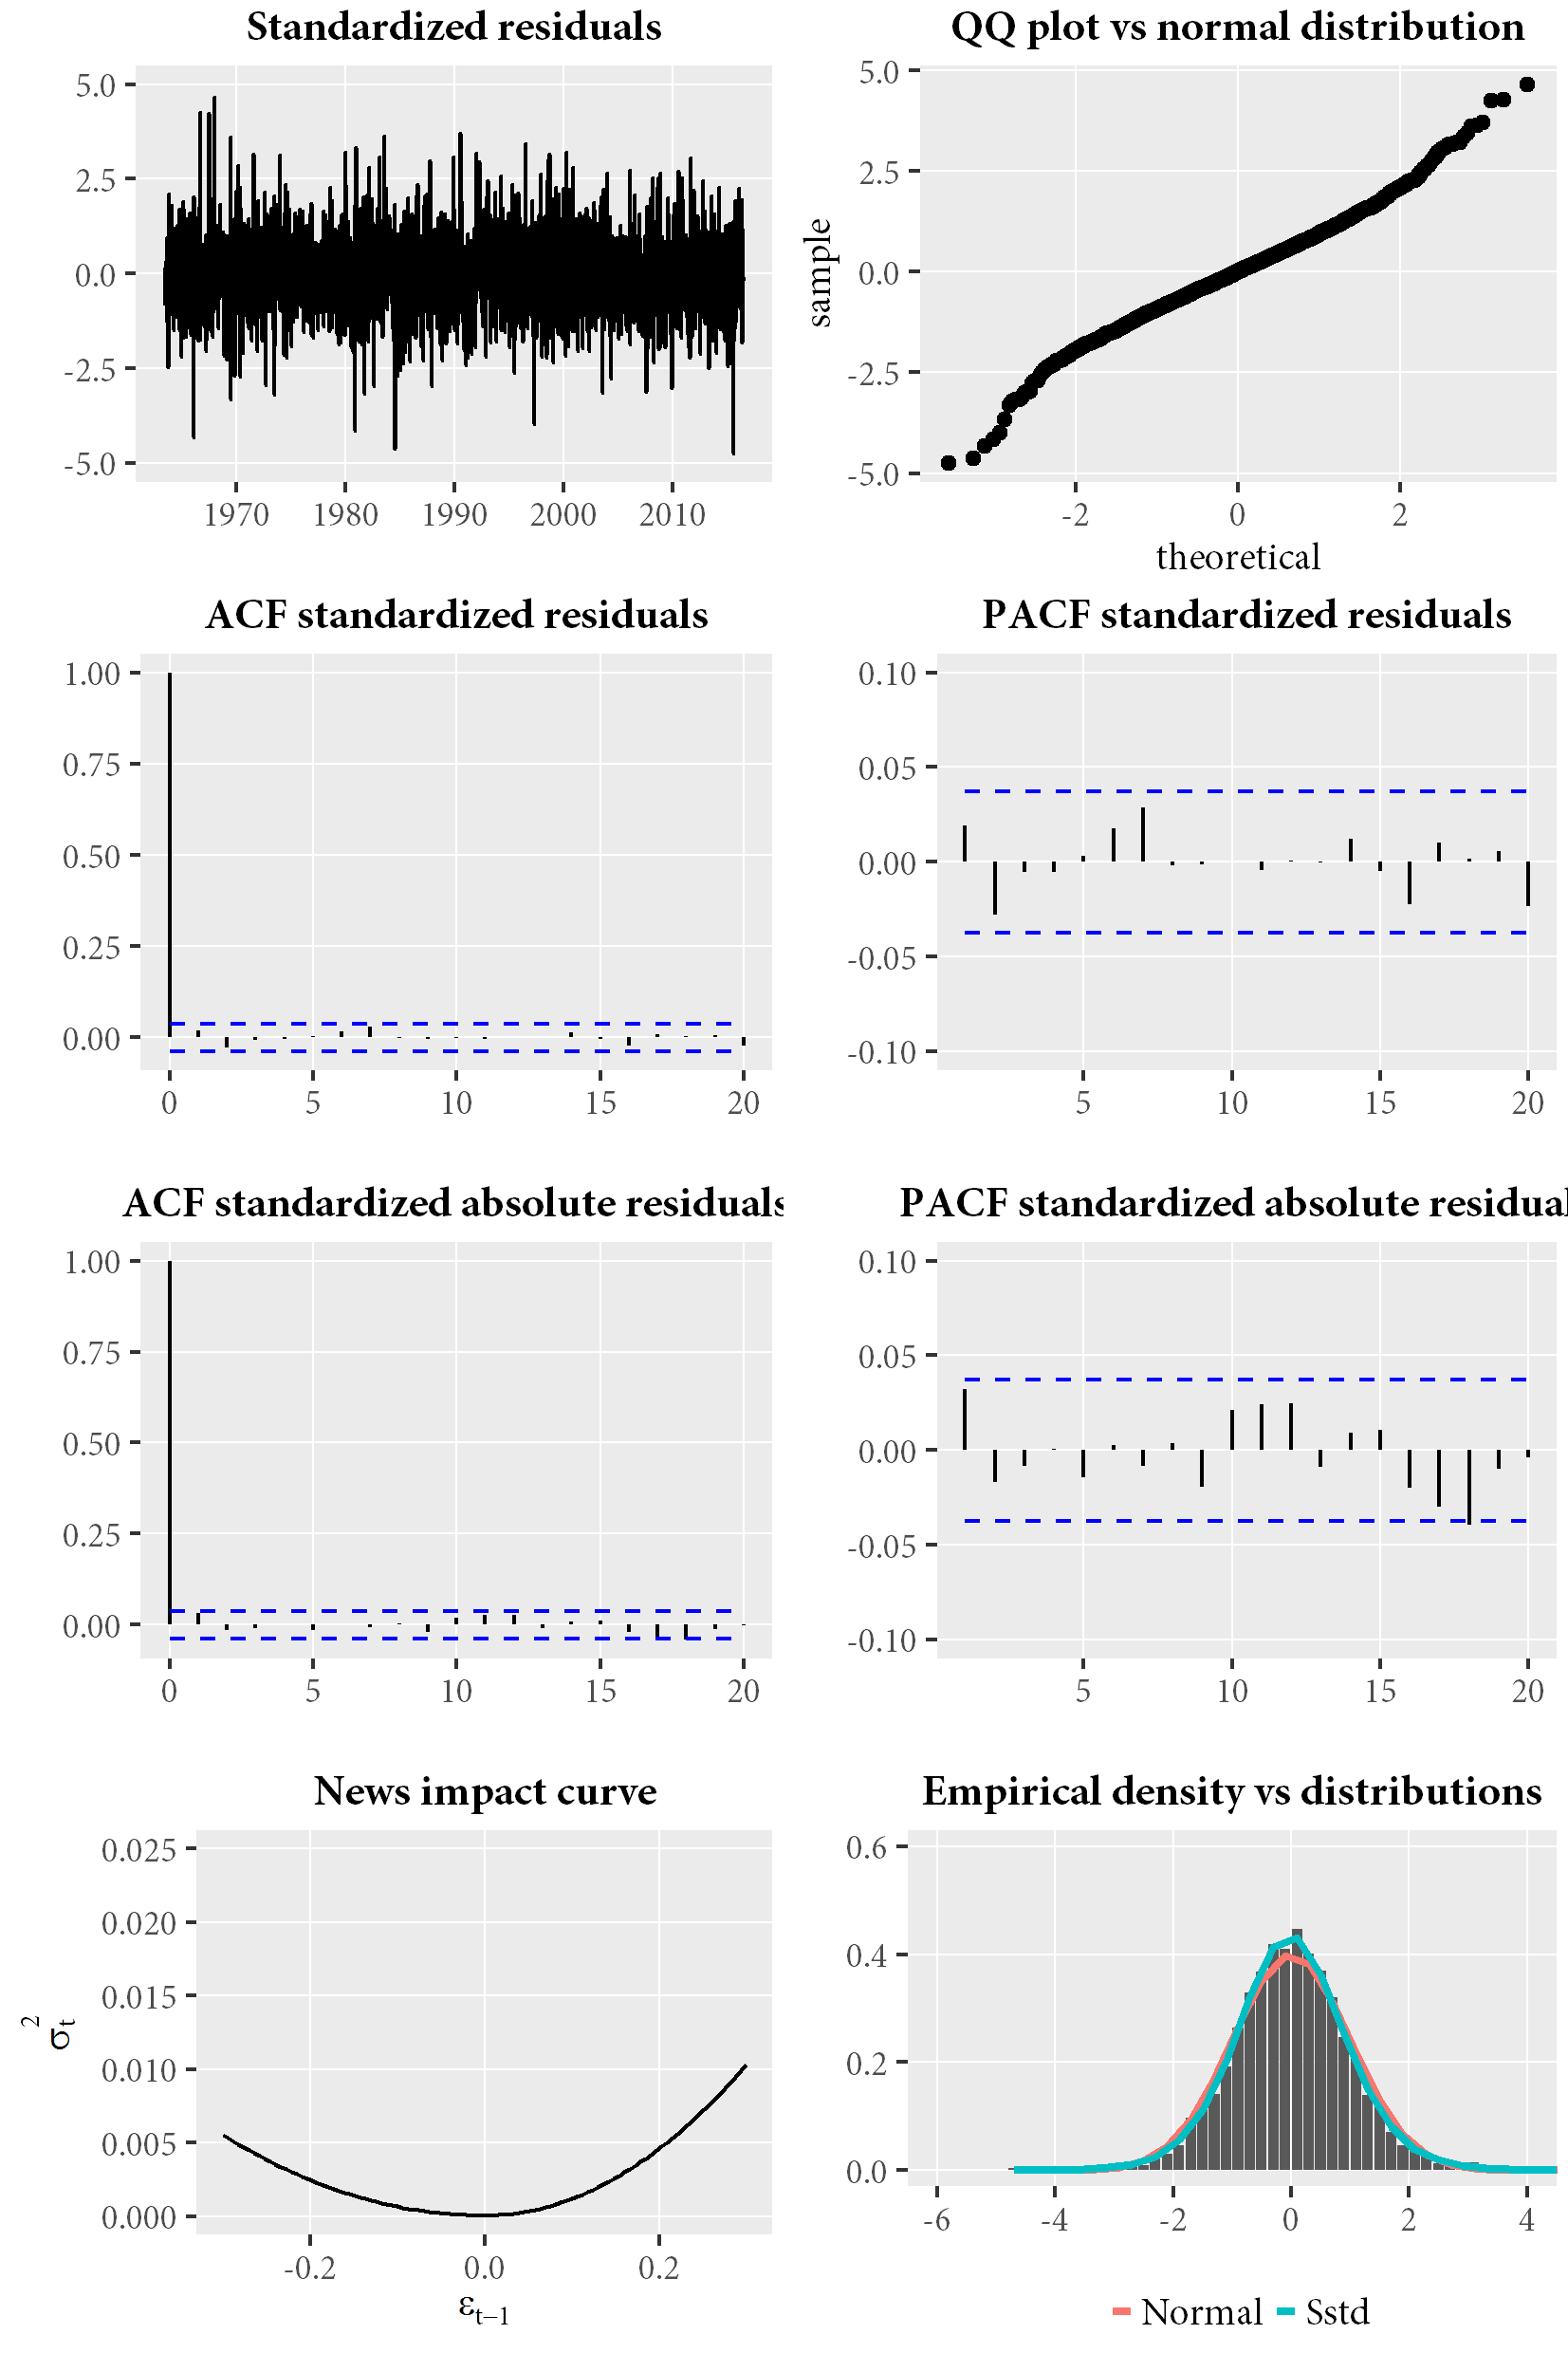 Standardized residuals
5.0
2.5
0.0
-2.5
-5.0
1970 1980 1990 2000 2010
QQ plot vs normal distribution
sample
5.0
2.5
0.0
-2.5
-5.0
-2 0 2
theoretical
ACF standardized residuals
1.00
0.75
0.50
0.25
0.00
0 5 10 15 20
PACF standardized residuals
0.10
0.05
0.00
-0.05
-0.10
5 10 15 20
ACF standardized absolute residuals
1.00
0.75
0.50
0.25
0.00
0 5 10 15 20
PACF standardized absolute residual
0.10
0.05
0.00
-0.05
-0.10
5 10 15 20
News impact curve
σt2
0.025
0.020
0.015
0.010
0.005
0.000
-0.2 0.0 0.2
εt−1
Empirical density vs distributions
0.6
0.4
0.2
0.0
-6 -4 -2 0 2 4
Normal Sstd